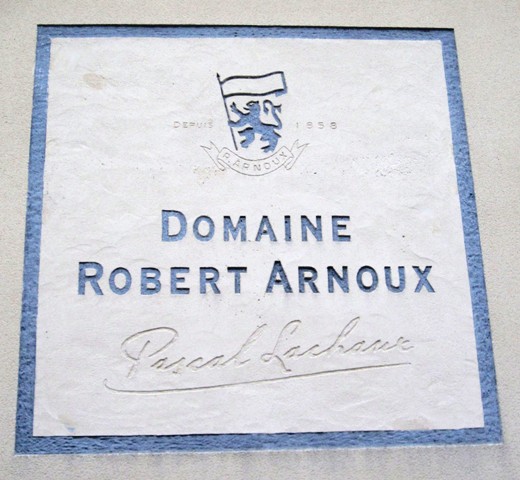 DEPUIS 1858
R. ARNOUX
DOMAINE
ROBERT ARNOUX
Pascal Lachaux